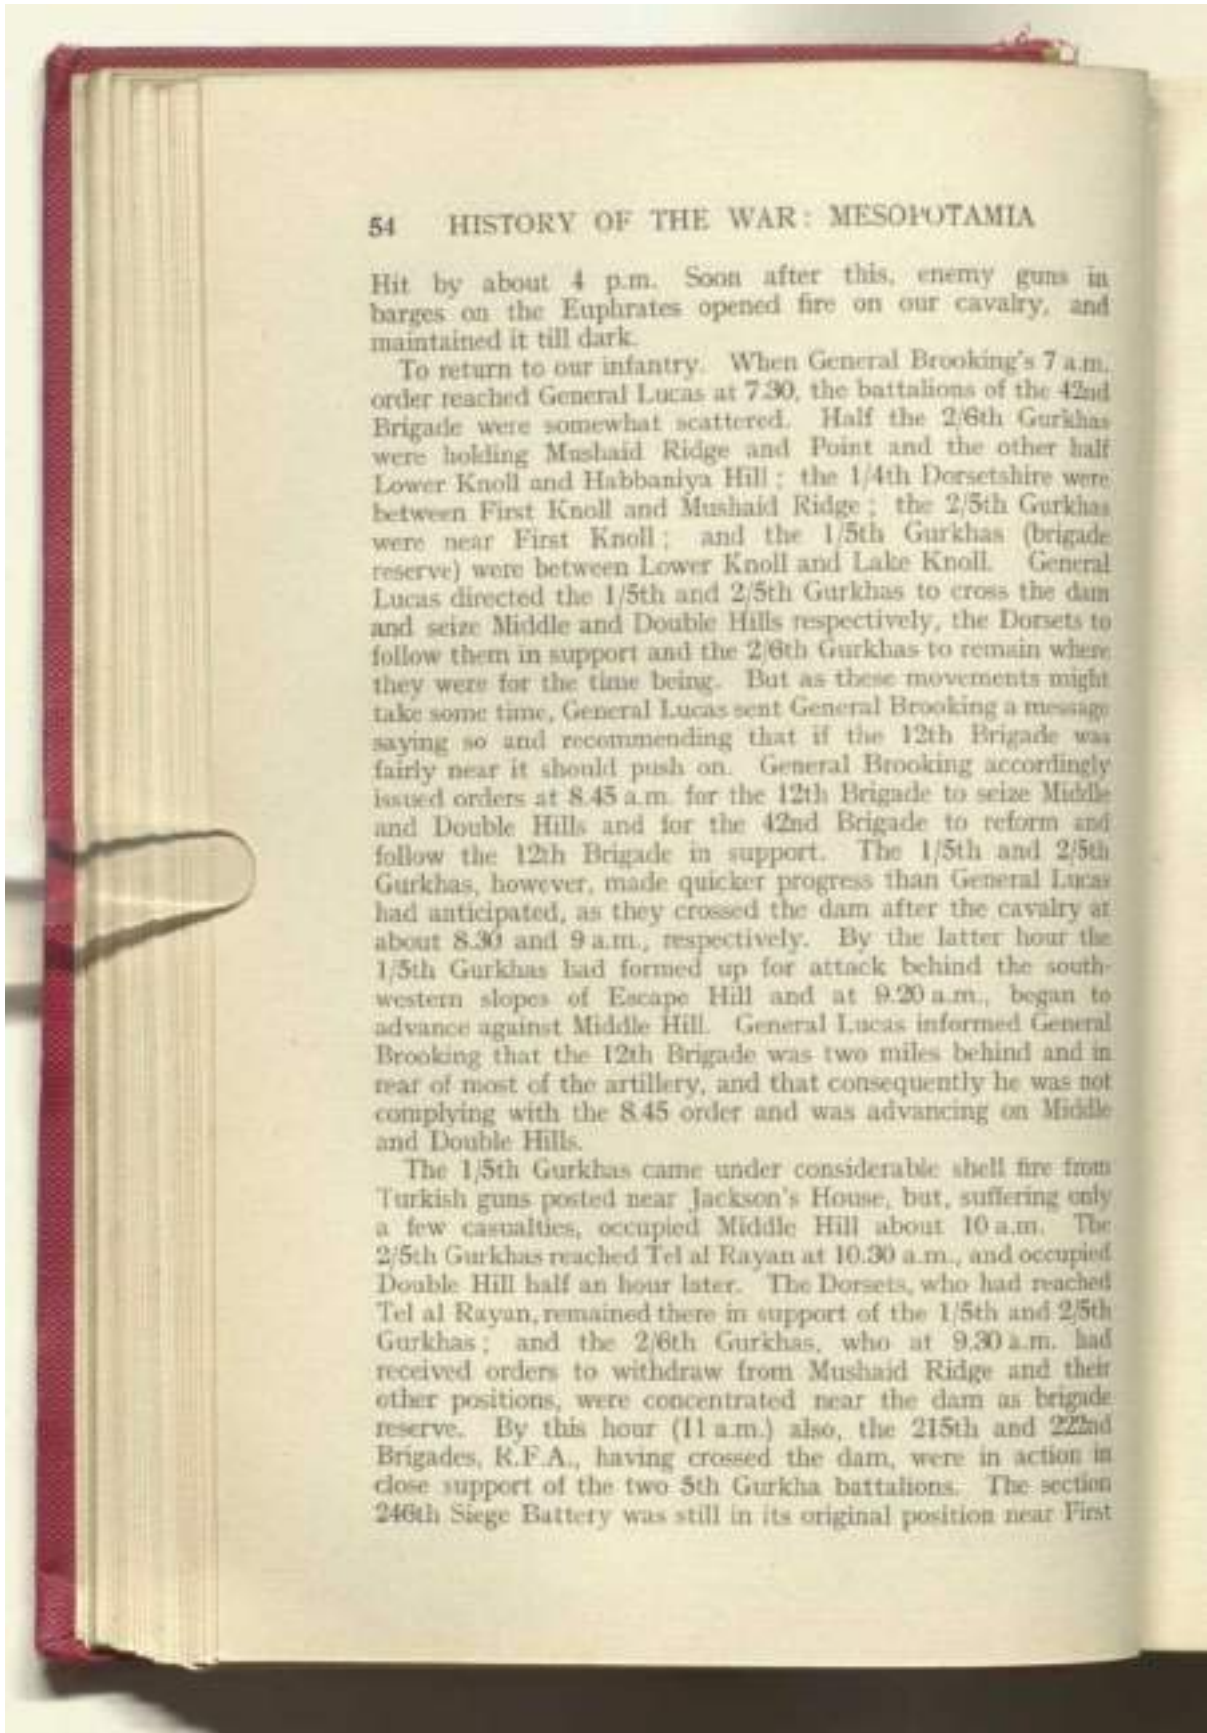 54 HISTORY OF THE WAR: MESOPOTAMIA
Hit by about 4 p.m. Soon after this, enemy guns in
barges on the Euphrates opened fire on our cavalry, and
maintained it till dark.
To return to our infantry. When General Brooking's 7 a.m.
order reached General Lucas at 7.30, the battalions of the 42nd
Brigade were somewhat scattered. Half the 2/6th Gurkhas
were holding Mushaid Ridge and Point and the other half
Lower Knoll and Habbaniya Hill; the 1/4th Dorsetshire were
between First Knoll and Mushaid Ridge; the 2/5th Gurkhas
were near First Knoll; and the 1/5th Gurkhas (brigade
reserve) were between Lower Knoll and Lake Knoll. General
Lucas directed the 1/5th and 2/5th Gurkhas to cross the dam
and seize Middle and Double Hills respectively, the Dorsets to
follow them in support and the 2/6th Gurkhas to remain where
they were for the time being. But as these movements might
take some time, General Lucas sent General Brooking a message
saying so and recommending that if the 12th Brigade was
fairly near it should push on. General Brooking accordingly
issued orders at 8.45 a.m. for the 12th Brigade to seize Middle
and Double Hills and for the 42nd Brigade to reform and
follow the 12th Brigade in support. The 1/5th and 2/5th
Gurkhas, however, made quicker progress than General Lucas
had anticipated, as they crossed the dam after the cavalry at
about 8.30 and 9 a.m., respectively. By the latter hour the
1/5th Gurkhas had formed up for attack behind the south-
western slopes of Escape Hill and at 9.20 a.m., began to
advance against Middle Hill. General Lucas informed General
Brooking that the 12th Brigade was two miles behind and in
rear of most of the artillery, and that consequently he was not
complying with the 8.45 order and was advancing on Middle
and Double Hills.
The 1/5th Gurkhas came under considerable shell fire from
Turkish guns posted near Jackson's House, but, suffering only
a few casualties, occupied Middle Hill about 10 a.m. The
2/5th Gurkhas reached Tel al Rayan at 10.30 a.m., and occupied
Double Hill half an hour later. The Dorsets, who had reached
Tel al Rayan, remained there in support of the 1/5th and 2/5th
Gurkhas; and the 2/6th Gurkhas, who at 9.30 a.m. had
received orders to withdraw from Mushaid Ridge and their
other positions, were concentrated near the dam as brigade
reserve. By this hour (11 a.m.) also, the 215th and 222nd
Brigades, R.F.A., having crossed the dam, were in action in
close support of the two 5th Gurkha battalions. The section
246th Siege Battery was still in its original position near First